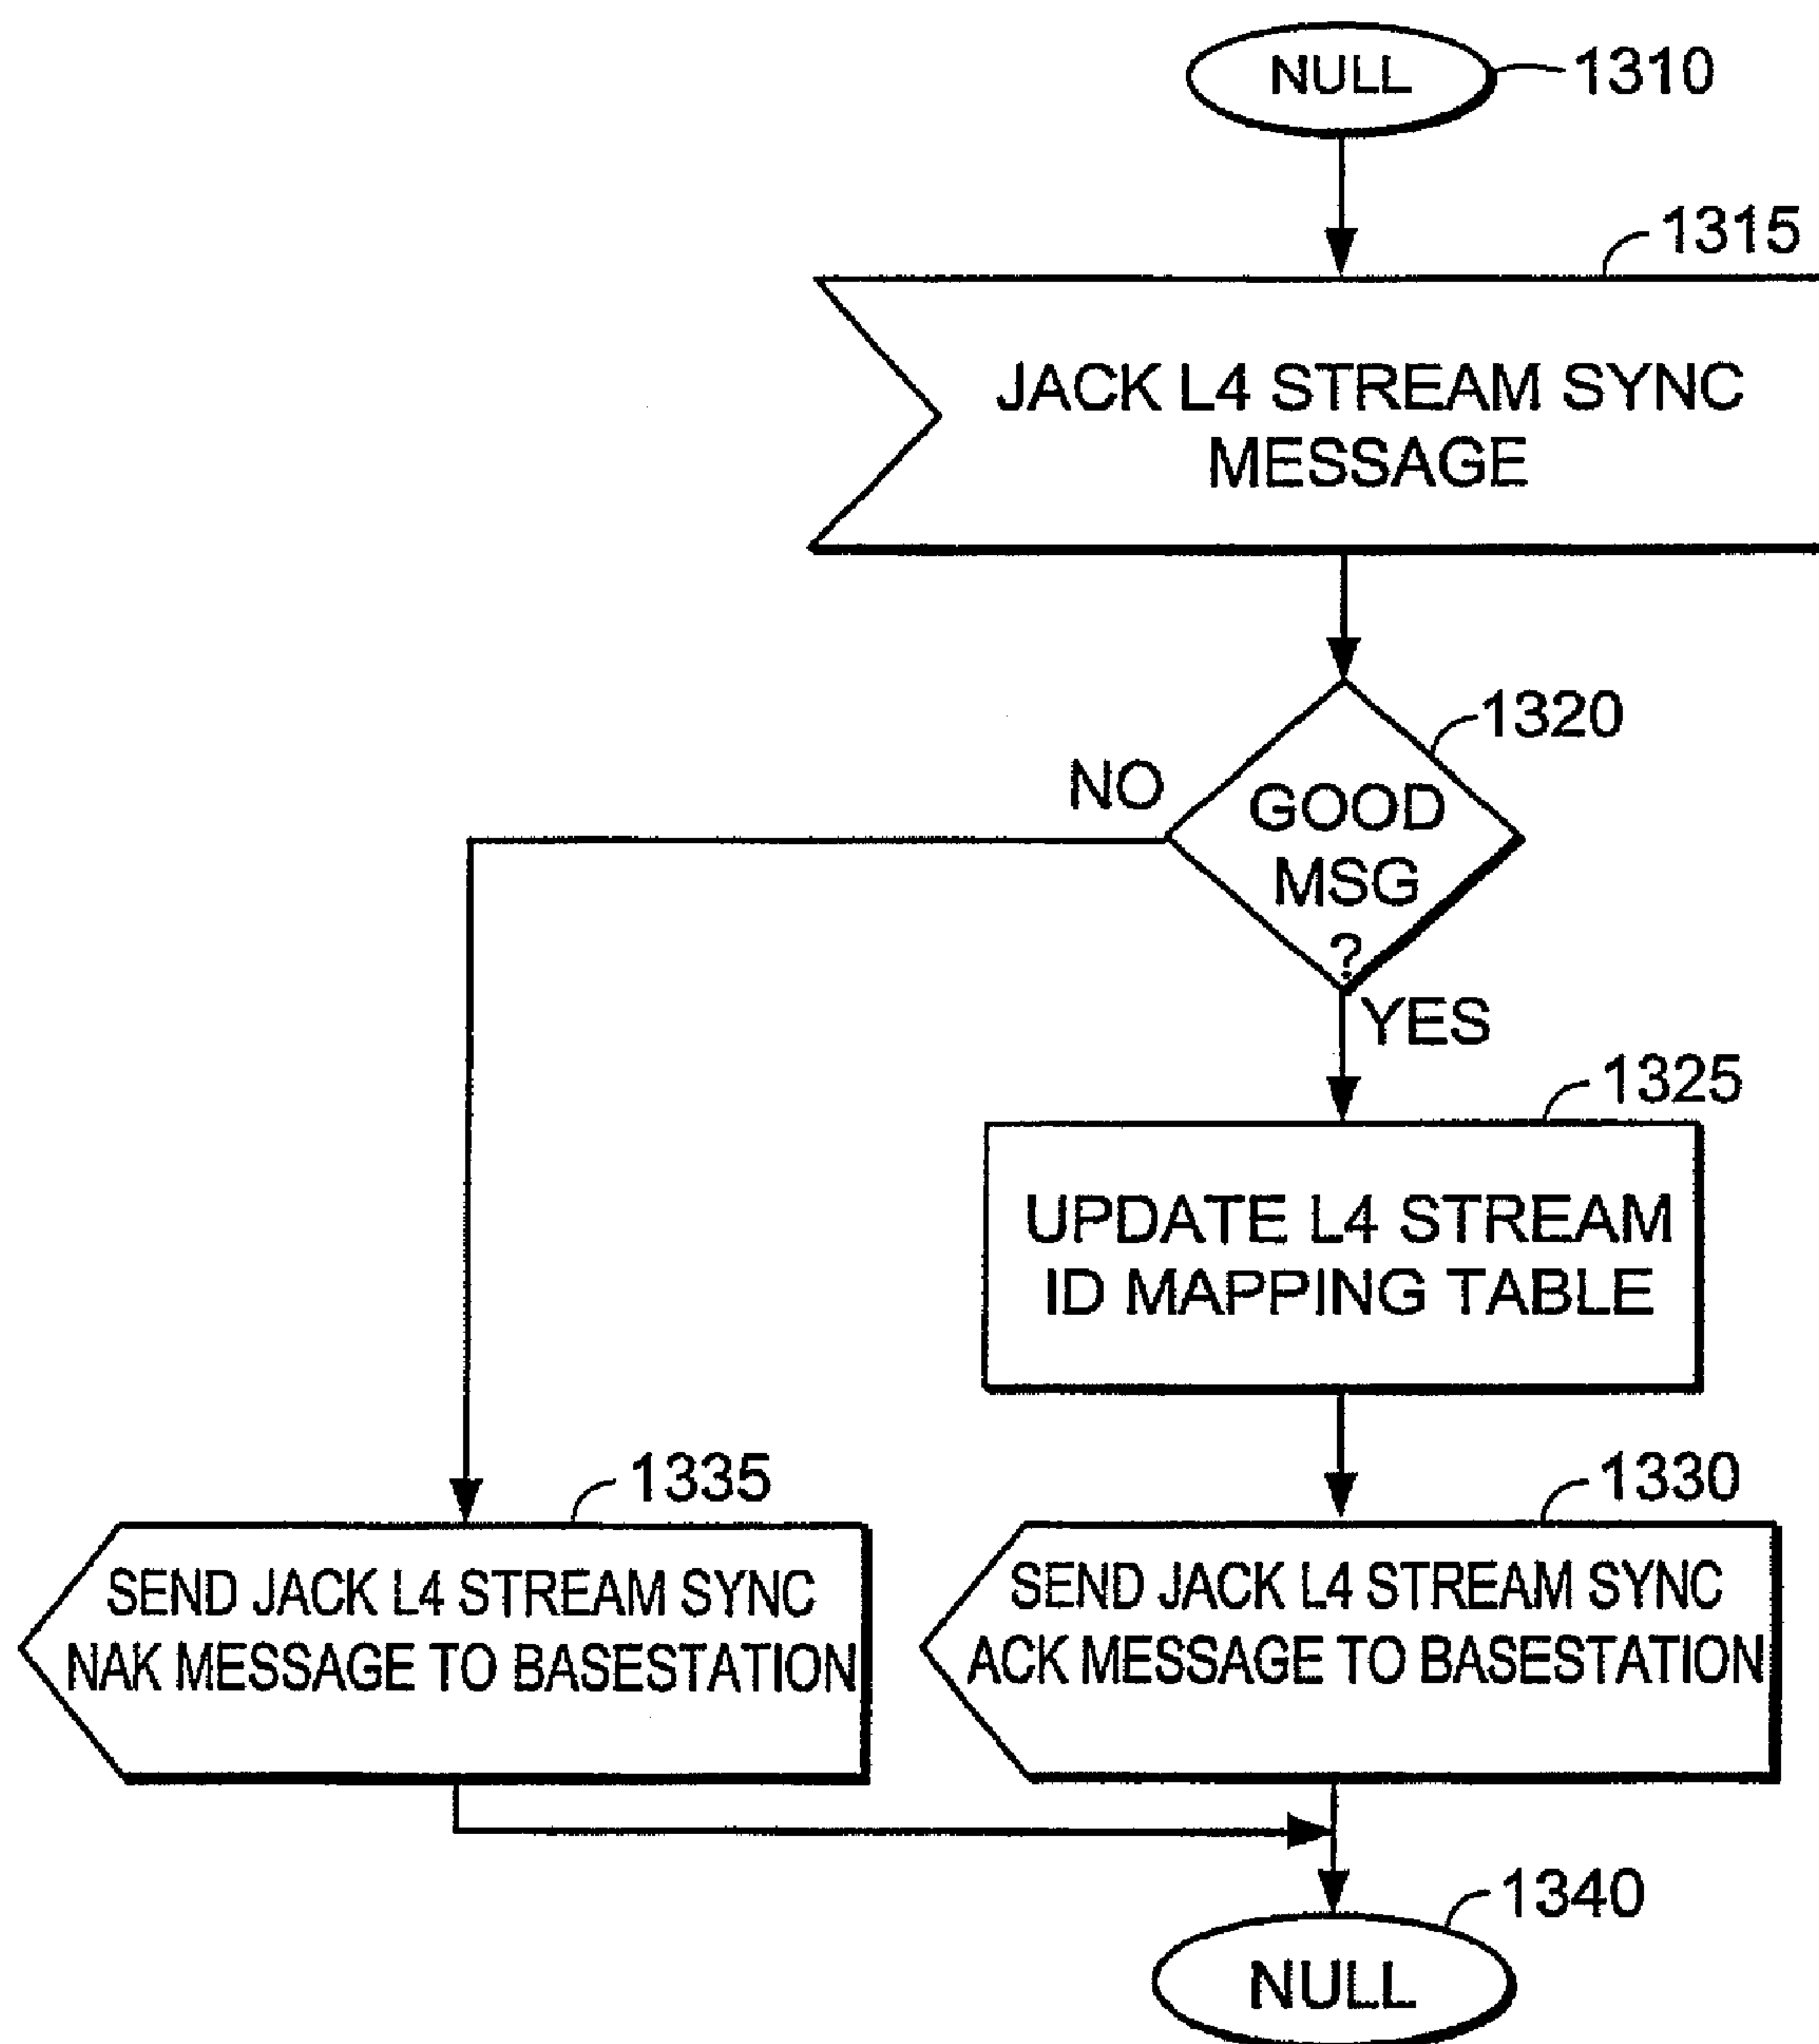 NULL
1310
1315
JACK L4 STREAM SYNC
MESSAGE
1320
NO
GOOD
MSG
?
YES
1325
UPDATE L4 STREAM
ID MAPPING TABLE
1335
SEND JACK L4 STREAM SYNC
NAK MESSAGE TO BASESTATION
1330
SEND JACK L4 STREAM SYNC
ACK MESSAGE TO BASESTATION
1340
NULL